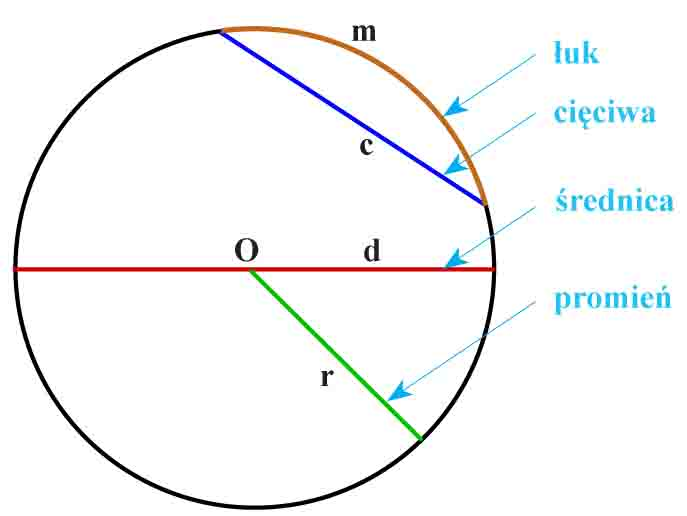 m
łuk
cięciwa
c
średnica
O
d
promień
r